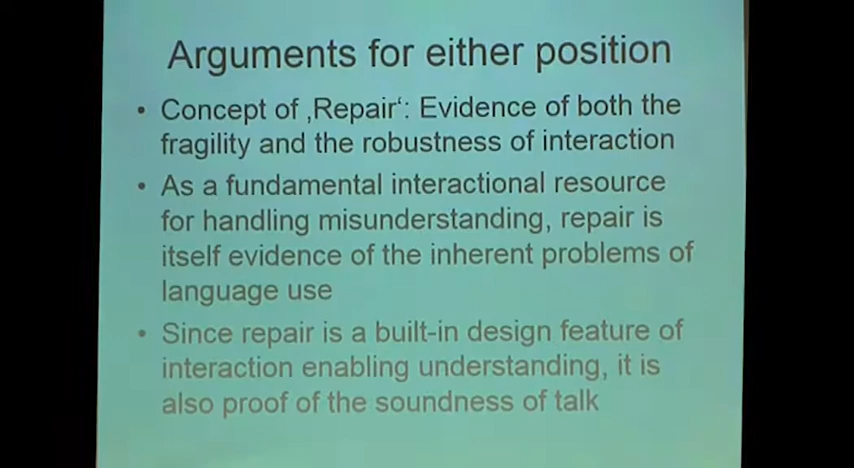 Arguments for either position
• Concept of ‚Repair‘: Evidence of both the
fragility and the robustness of interaction
• As a fundamental interactional resource
for handling misunderstanding, repair is
itself evidence of the inherent problems of
language use
• Since repair is a built-in design feature of
interaction enabling understanding, it is
also proof of the soundness of talk